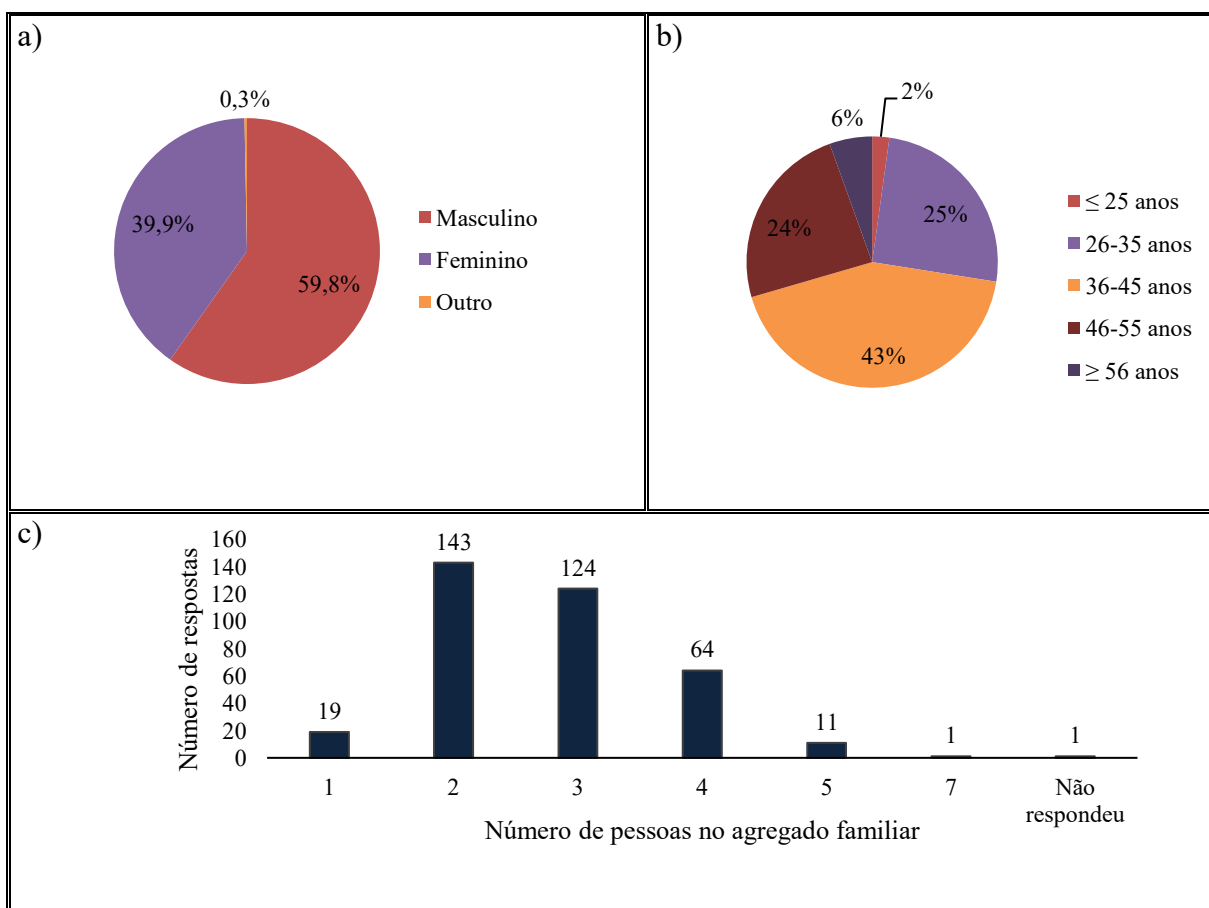 a)
0,3%
39,9%
59,8%
Masculino
Feminino
Outro
b)
2%
6%
25%
24%
43%
≤ 25 anos
26-35 anos
36-45 anos
46-55 anos
≥ 56 anos
c)
Número de respostas
160
140
120
100
80
60
40
20
0
19
143
124
64
11
1
1
1
2
3
4
5
7
Não
respondeu
Número de pessoas no agregado familiar